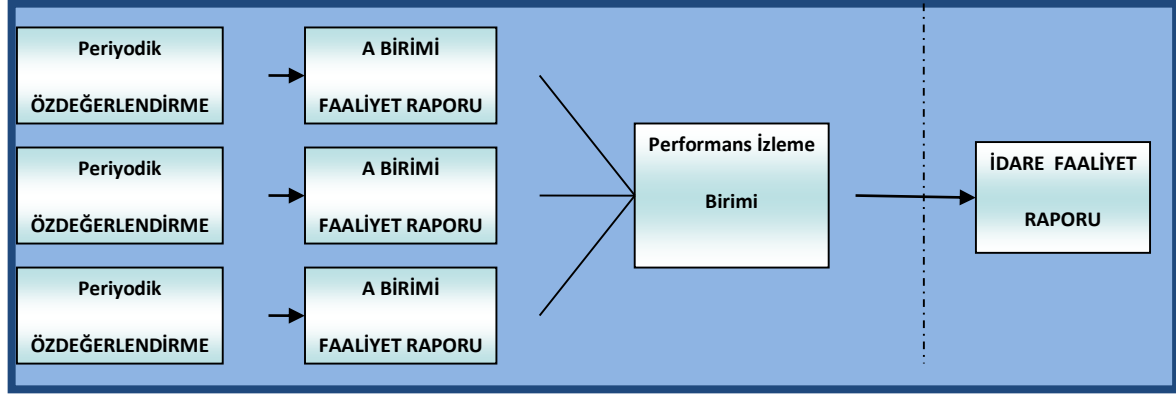 Periyodik
ÖZDEĞERLENDİRME
A BİRİMİ
FAALİYET RAPORU
Periyodik
ÖZDEĞERLENDİRME
A BİRİMİ
FAALİYET RAPORU
Periyodik
ÖZDEĞERLENDİRME
A BİRİMİ
FAALİYET RAPORU
Performans İzleme
Birimi
İDARE FAALİYET
RAPORU